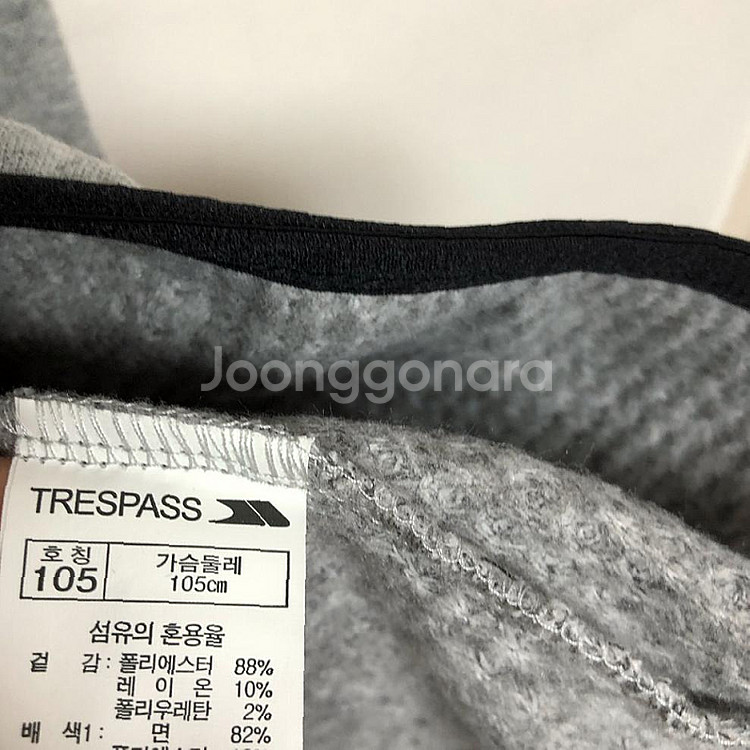 Joonggonara
TRESPASS
호칭 가슴둘레
105 105cm
섬유의 혼용율
겉 감 : 폴리에스터 88%
레 이 온 10%
폴리우레탄 2%
배 색1 : 면 82%